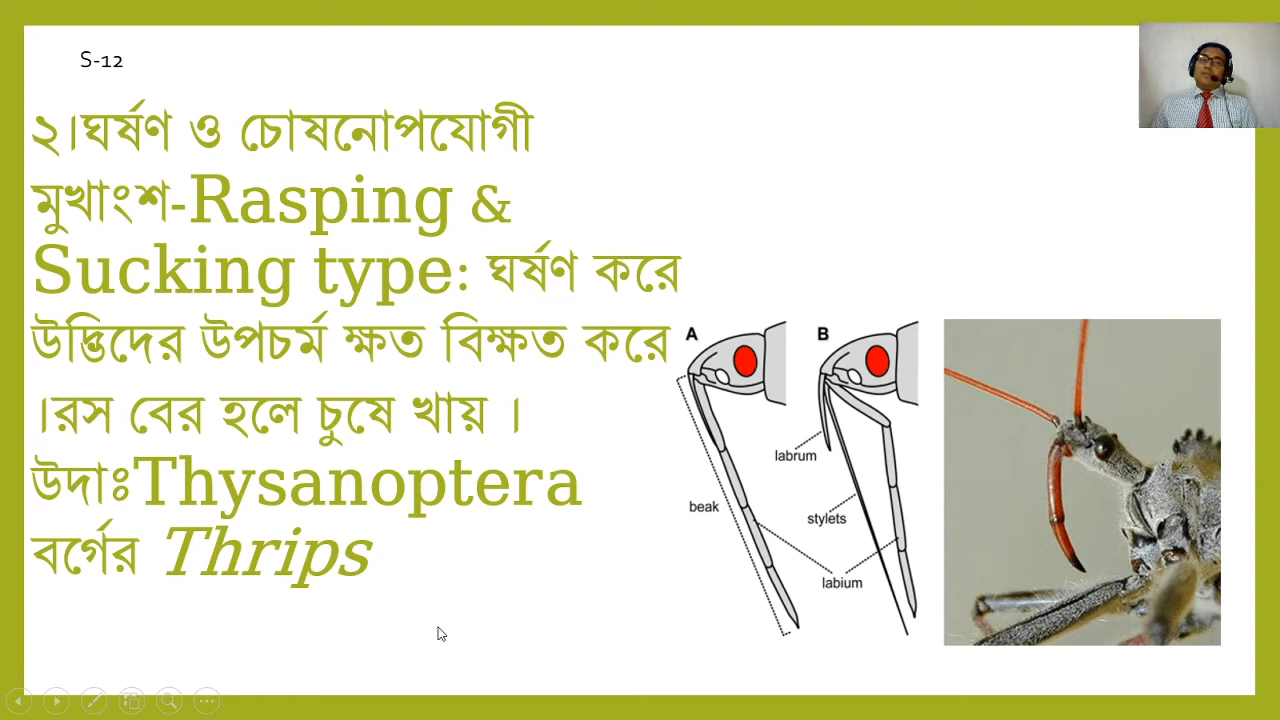 S-12
২।ঘর্ষণ ও চোষনোপযোগী
মুখাংশ-Rasping &
Sucking type: ঘর্ষণ করে
উদ্ভিদের উপচর্ম ক্ষত বিক্ষত করে
।রস বের হলে চুষে খায় ।
উদাঃThysanoptera
বর্গের Thrips
A
B
labrum
beak
stylets
labium